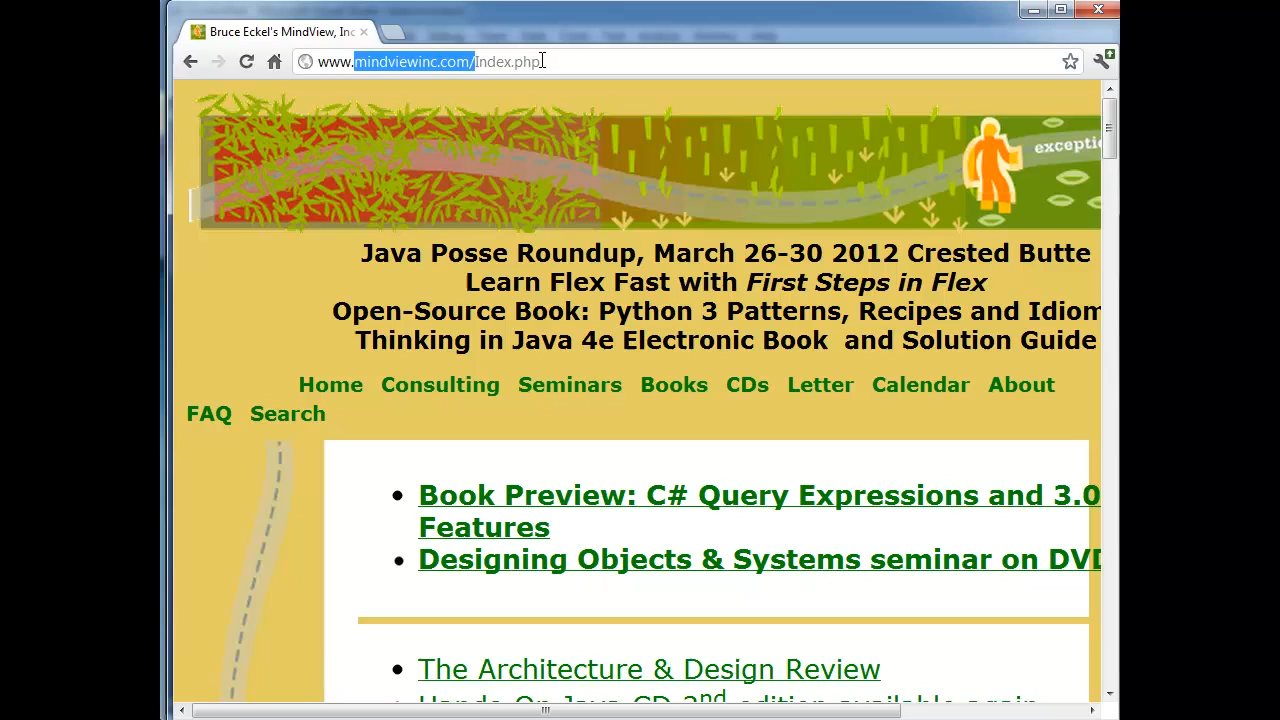 Bruce Eckel's MindView, Inc
www.mindviewinc.com/Index.php
exceptic
Java Posse Roundup, March 26-30 2012 Crested Butte
Learn Flex Fast with First Steps in Flex
Open-Source Book: Python 3 Patterns, Recipes and Idiom
Thinking in Java 4e Electronic Book and Solution Guide
Home Consulting Seminars Books CDs Letter Calendar About
FAQ Search
Book Preview: C# Query Expressions and 3.0
Features
Designing Objects & Systems seminar on DVD
The Architecture & Design Review
Hands-On Java CD 2nd edition available again